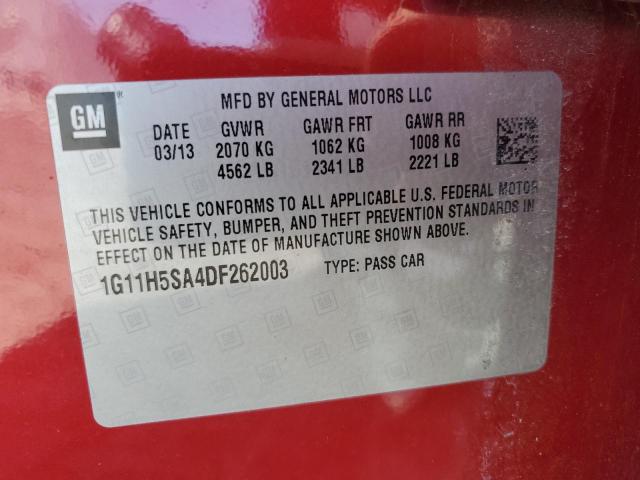 GM ®
MFD BY GENERAL MOTORS LLC
DATE GVWR GAWR FRT GAWR RR
03/13 2070 KG 1062 KG 1008 KG
4562 LB 2341 LB 2221 LB
THIS VEHICLE CONFORMS TO ALL APPLICABLE U.S. FEDERAL MOTOR
VEHICLE SAFETY, BUMPER, AND THEFT PREVENTION STANDARDS IN
EFFECT ON THE DATE OF MANUFACTURE SHOWN ABOVE.
1G11H5SA4DF262003 TYPE: PASS CAR